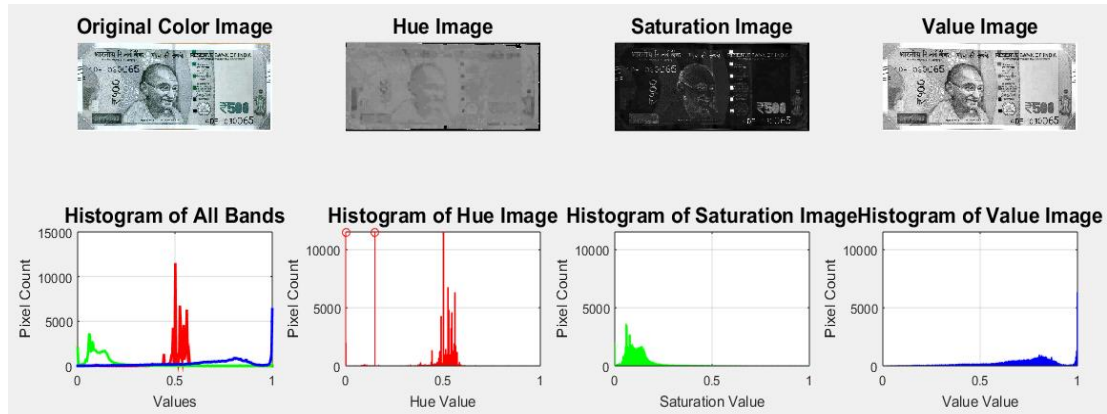 Original Color Image
Hue Image
Saturation Image
Value Image
₹500
₹500
Histogram of All Bands
Histogram of Hue Image
Histogram of Saturation Image
Histogram of Value Image
Pixel Count
15000
10000
5000
0
0
0.5
1
Values
Pixel Count
10000
5000
0
0
0.5
1
Hue Value
Pixel Count
10000
5000
0
0
0.5
1
Saturation Value
Pixel Count
10000
5000
0
0
0.5
1
Value Value